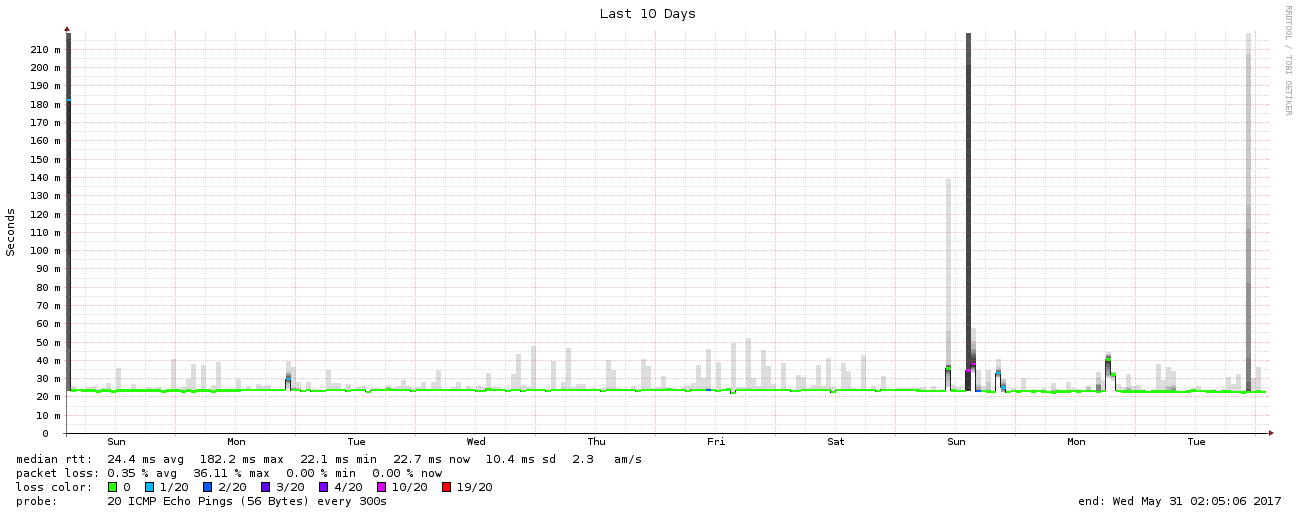 Last 10 Days
RRDTOOL / TOBI OETIKER
Seconds
210 m
200 m
190 m
180 m
170 m
160 m
150 m
140 m
130 m
120 m
110 m
100 m
90 m
80 m
70 m
60 m
50 m
40 m
30 m
20 m
10 m
0
Sun Mon Tue Wed Thu Fri Sat Sun Mon Tue
median rtt: 24.4 ms avg 182.2 ms max 22.1 ms min 22.7 ms now 10.4 ms sd 2.3 am/s
packet loss: 0.35 % avg 36.11 % max 0.00 % min 0.00 % now
loss color: 0 1/20 2/20 3/20 4/20 10/20 19/20
probe: 20 ICMP Echo Pings (56 Bytes) every 300s end: Wed May 31 02:05:06 2017